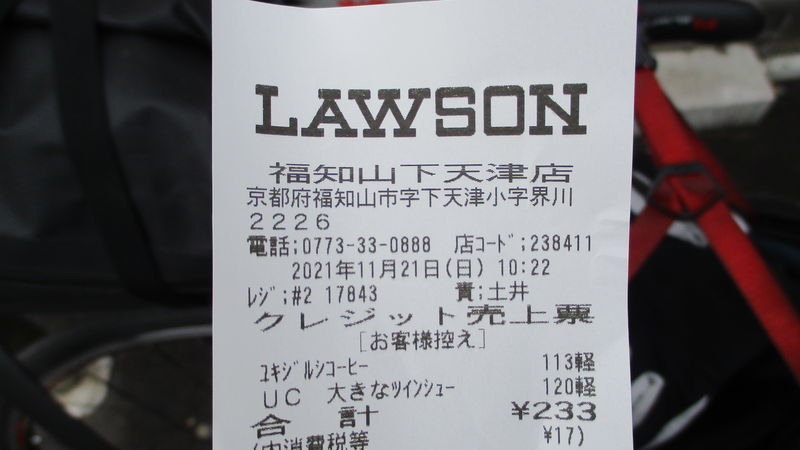 LAWSON
福知山下天津店
京都府福知山市字下天津小字界川
２２２６
電話;0773-33-0888 店ｺｰﾄﾞ;238411
2021年11月21日(日) 10:22
ﾚｼﾞ;#2 17843 責;土井
クレジット売上票
[お客様控え]
ﾕｷｼﾞﾙｼｺｰﾋｰ 113軽
ＵＣ 大きなﾂｲﾝｼｭｰ 120軽
合 計 ¥233
(内消費税等 ¥17)